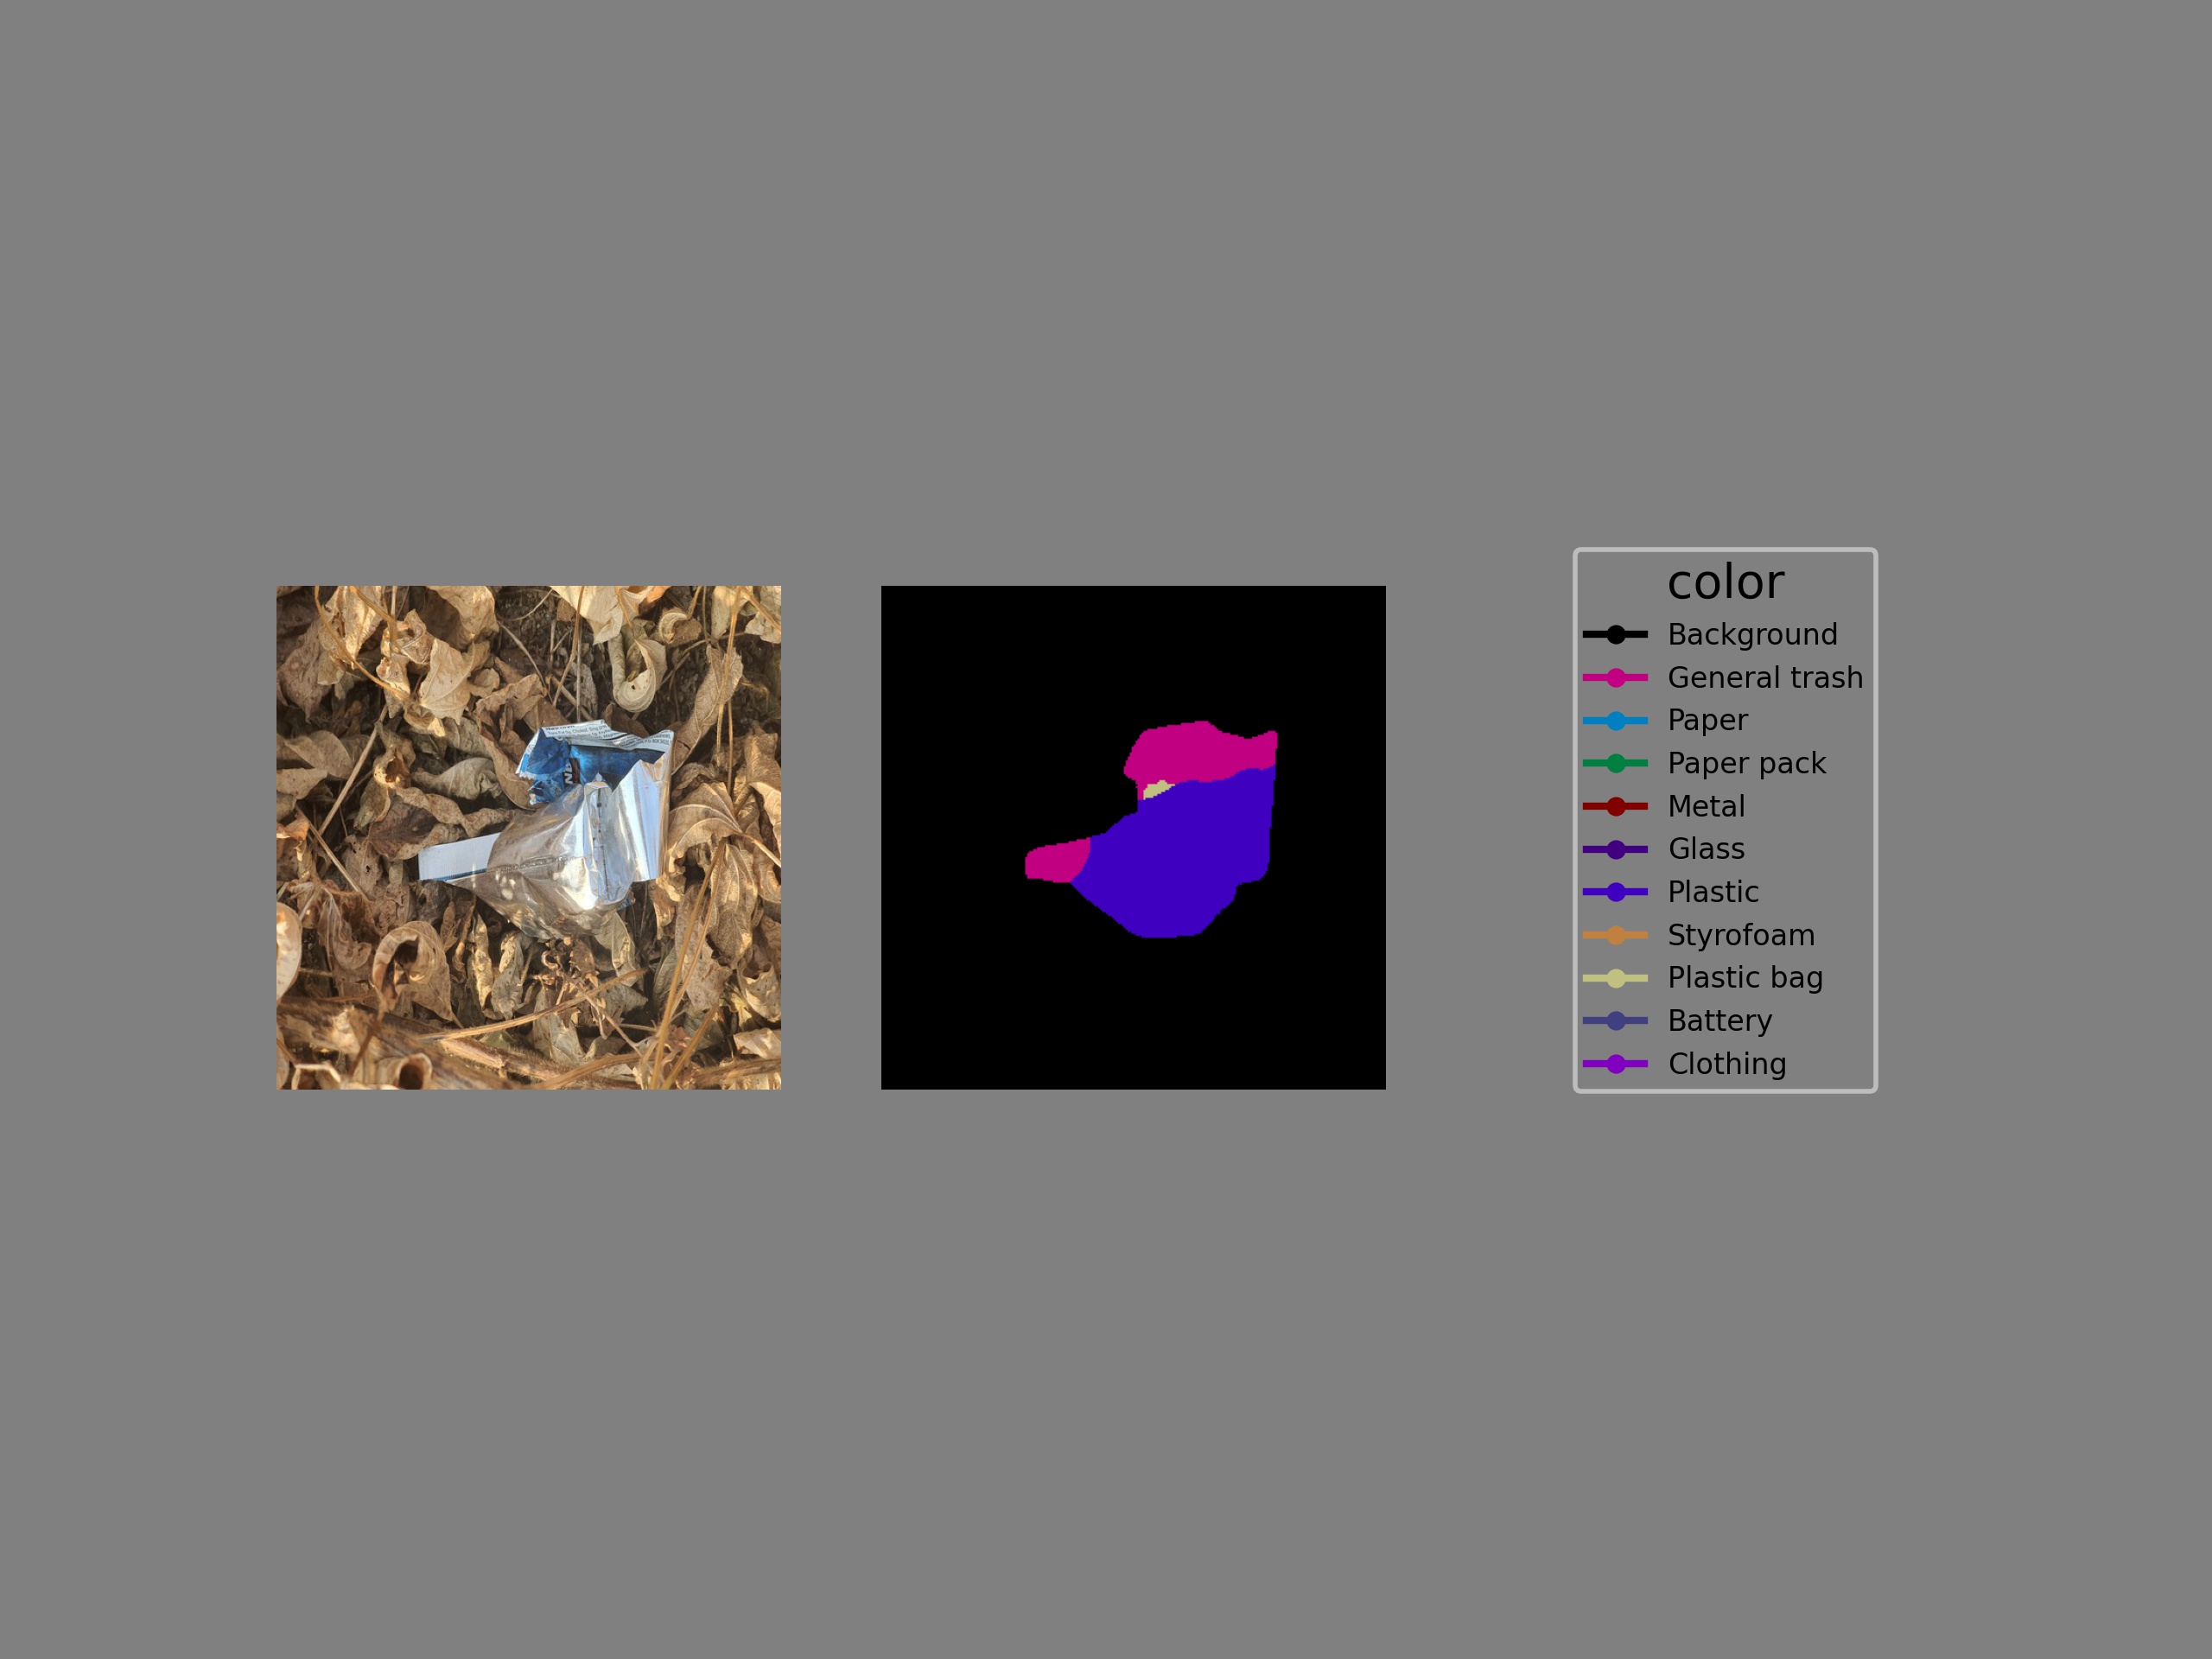 color
Background
General trash
Paper
Paper pack
Metal
Glass
Plastic
Styrofoam
Plastic bag
Battery
Clothing